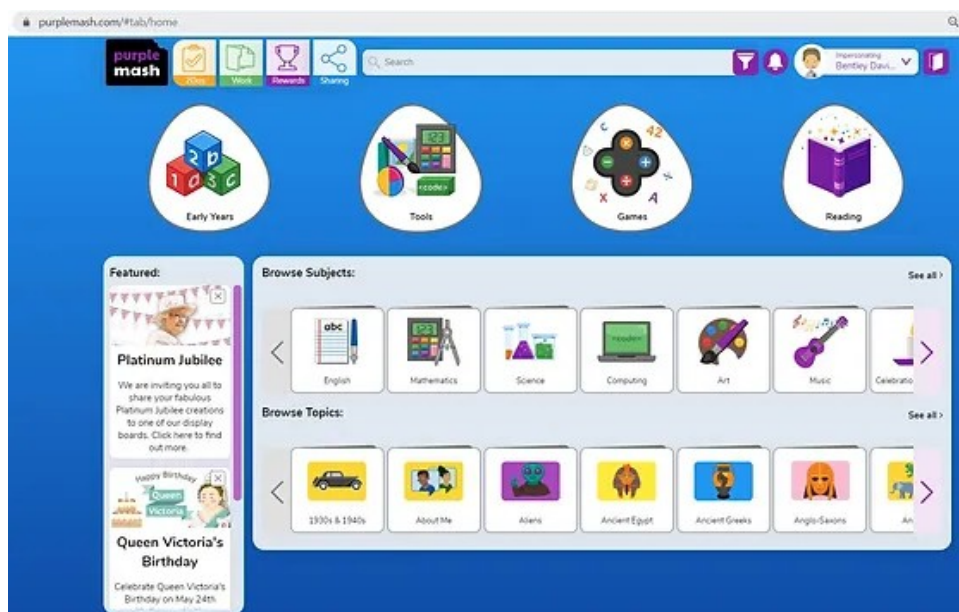 purplemash.com/#tab/home
purple
mash
2Dos
Work
Rewards
Sharing
Search
Impersonating
Bentley Davi...
Early Years
Tools
Games
Reading
Featured:
Platinum Jubilee
We are inviting you all to
share your fabulous
Platinum Jubilee creations
to one of our display
boards. Click here to find
out more.
Happy Birthday
Queen
Victoria
Queen Victoria's
Birthday
Celebrate Queen Victoria's
Birthday on May 24th
Browse Subjects:
See all >
abc
English
123
Mathematics
Science
<code>
Computing
Art
Music
Celebratio
Browse Topics:
See all >
1930s & 1940s
About Me
Aliens
Ancient Egypt
Ancient Greeks
Anglo-Saxons
An